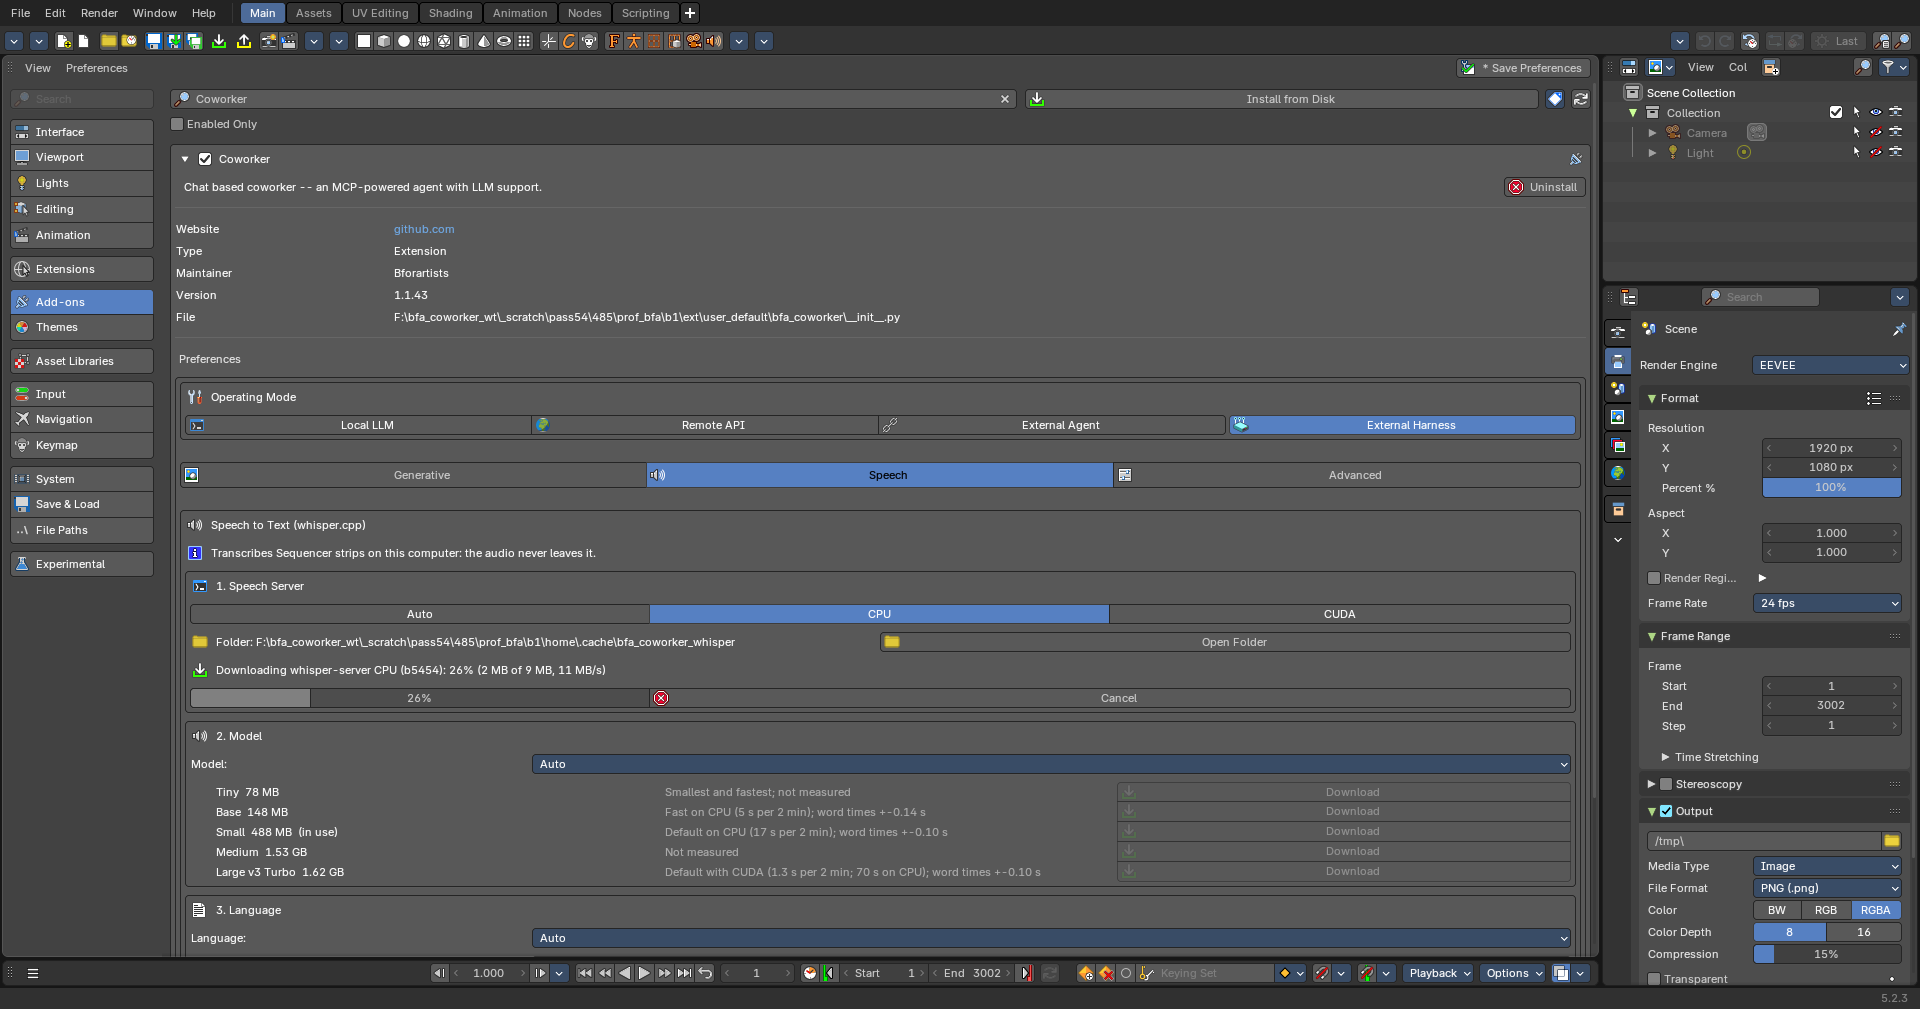 File Edit Render Window Help Main Assets UV Editing Shading Animation Nodes Scripting
Last
View Preferences * Save Preferences
View Col
Search
Coworker Install from Disk
Enabled Only
Interface
Viewport
Lights
Editing
Animation
Extensions
Add-ons
Themes
Asset Libraries
Input
Navigation
Keymap
System
Save & Load
File Paths
Experimental
Coworker
Chat based coworker -- an MCP-powered agent with LLM support. Uninstall
Website github.com
Type Extension
Maintainer Bforartists
Version 1.1.43
File F:\bfa_coworker_wt\_scratch\pass54\485\prof_bfa\b1\ext\user_default\bfa_coworker\__init__.py
Preferences
Operating Mode
Local LLM Remote API External Agent External Harness
Generative Speech Advanced
Speech to Text (whisper.cpp)
Transcribes Sequencer strips on this computer: the audio never leaves it.
1. Speech Server
Auto CPU CUDA
Folder: F:\bfa_coworker_wt\_scratch\pass54\485\prof_bfa\b1\home\.cache\bfa_coworker_whisper Open Folder
Downloading whisper-server CPU (b5454): 26% (2 MB of 9 MB, 11 MB/s)
26% Cancel
2. Model
Model: Auto
Tiny 78 MB Smallest and fastest; not measured Download
Base 148 MB Fast on CPU (5 s per 2 min); word times +-0.14 s Download
Small 488 MB (in use) Default on CPU (17 s per 2 min); word times +-0.10 s Download
Medium 1.53 GB Not measured Download
Large v3 Turbo 1.62 GB Default with CUDA (1.3 s per 2 min; 70 s on CPU); word times +-0.10 s Download
3. Language
Language: Auto
Scene Collection
Collection
Camera
Light
Search
Scene
Render Engine EEVEE
Format
Resolution
X 1920 px
Y 1080 px
Percent % 100%
Aspect
X 1.000
Y 1.000
Render Regi...
Frame Rate 24 fps
Frame Range
Frame
Start 1
End 3002
Step 1
Time Stretching
Stereoscopy
Output
/tmp\
Media Type Image
File Format PNG (.png)
Color BW RGB RGBA
Color Depth 8 16
Compression 15%
Transparent
1.000 1 Start 1 End 3002 Keying Set Playback Options
5.2.3